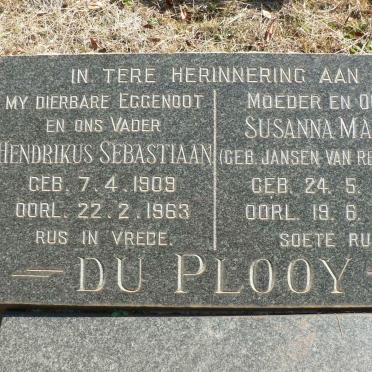 IN TERE HERINNERING AAN
MY DIERBARE EGGENOOT
EN ONS VADER
HENDRIKUS SEBASTIAAN
GEB. 7.4.1909
OORL. 22.2.1963
RUS IN VREDE.
MOEDER EN
SUSANNA
(GEB. JANSEN VAN
GEB. 24.5.
OORL. 19.6.
SOETE
DU PLOOY